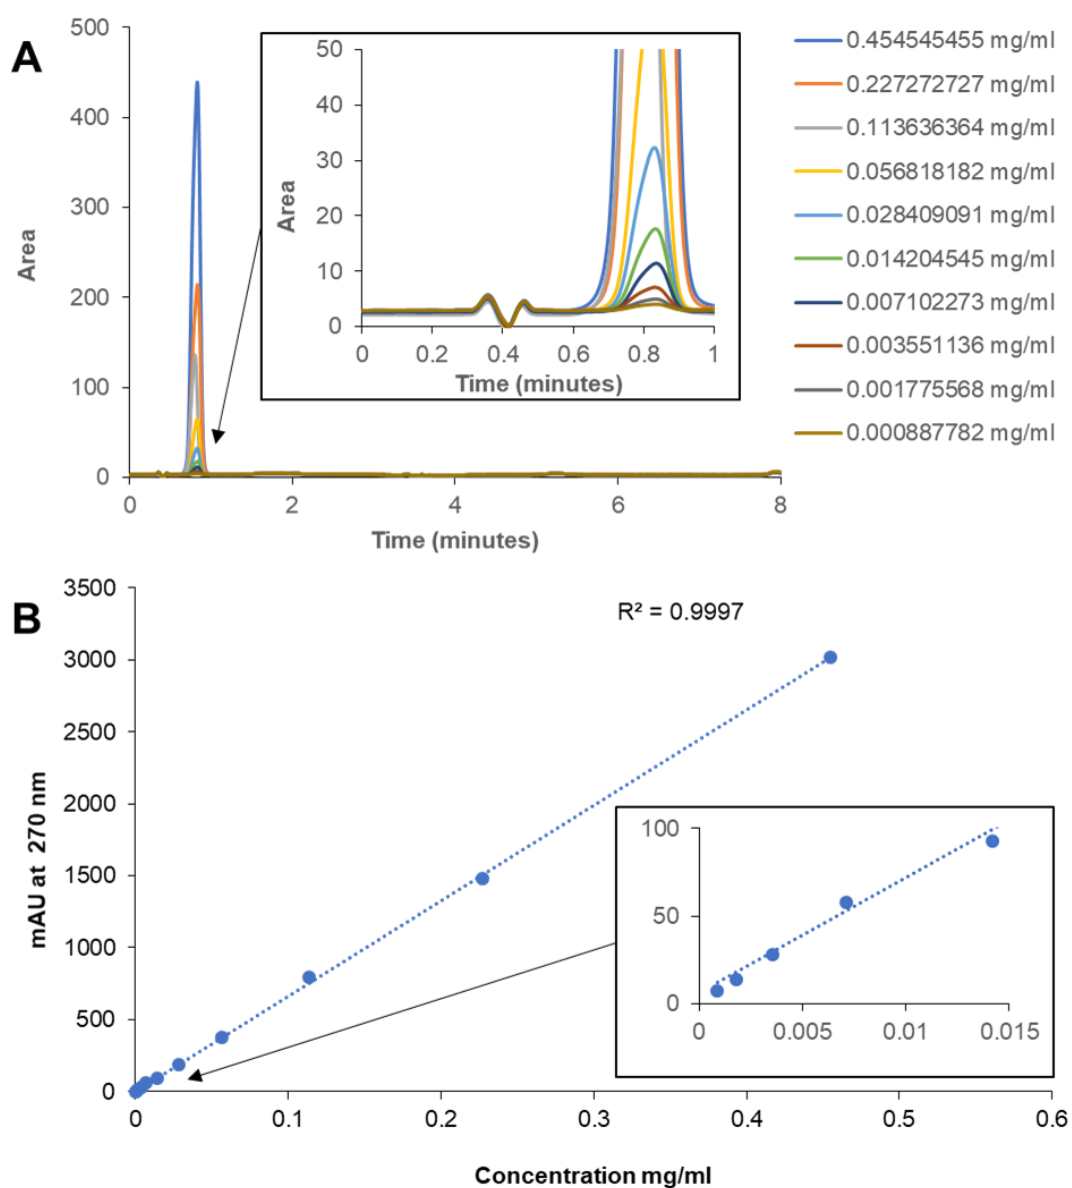 A
500
400
300
200
100
0
Area
0 2 4 6 8
Time (minutes)
50
40
30
20
10
0
Area
0 0.2 0.4 0.6 0.8 1
Time (minutes)
0.454545455 mg/ml
0.227272727 mg/ml
0.113636364 mg/ml
0.056818182 mg/ml
0.028409091 mg/ml
0.014204545 mg/ml
0.007102273 mg/ml
0.003551136 mg/ml
0.001775568 mg/ml
0.000887782 mg/ml
B
3500
3000
2500
2000
1500
1000
500
0
mAU at 270 nm
R² = 0.9997
100
50
0
0 0.005 0.01 0.015
0 0.1 0.2 0.3 0.4 0.5 0.6
Concentration mg/ml